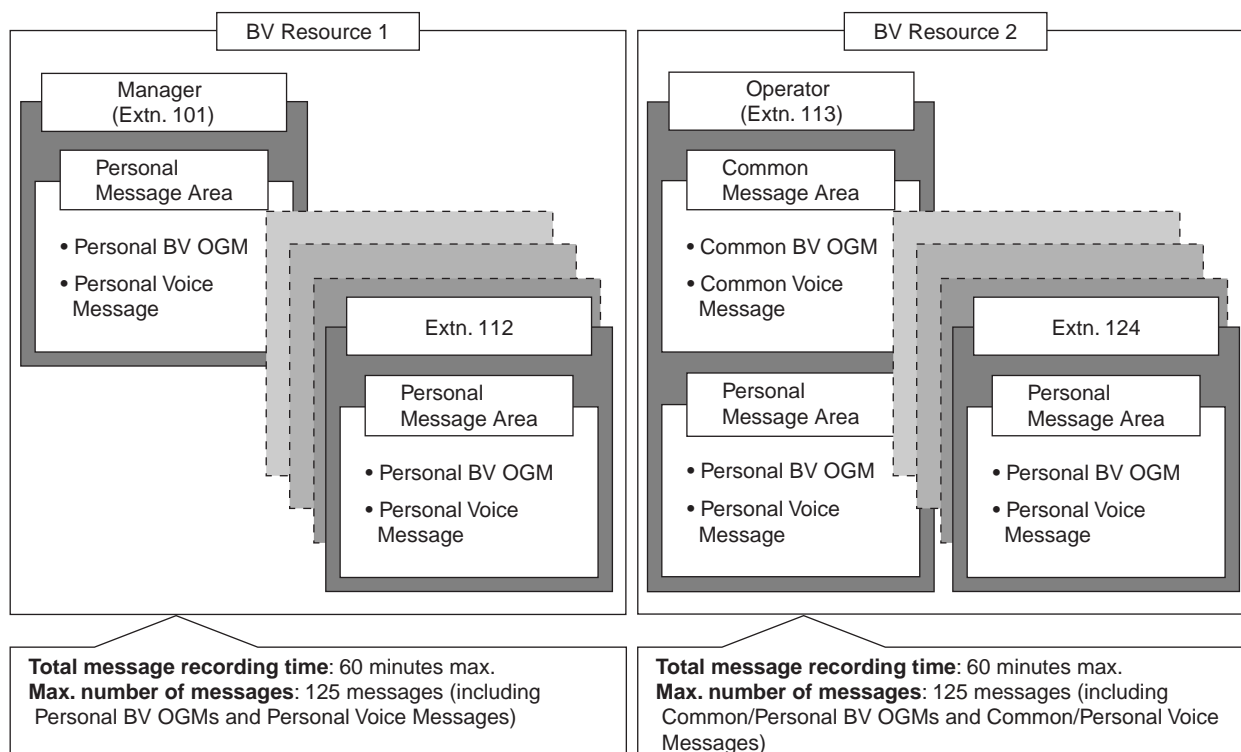 BV Resource 1
Manager
(Extn. 101)
Personal
Message Area
• Personal BV OGM
• Personal Voice
Message
Extn. 112
Personal
Message Area
• Personal BV OGM
• Personal Voice
Message
Total message recording time: 60 minutes max.
Max. number of messages: 125 messages (including
Personal BV OGMs and Personal Voice Messages)
BV Resource 2
Operator
(Extn. 113)
Common
Message Area
• Common BV OGM
• Common Voice
Message
Personal
Message Area
• Personal BV OGM
• Personal Voice
Message
Extn. 124
Personal
Message Area
• Personal BV OGM
• Personal Voice
Message
Total message recording time: 60 minutes max.
Max. number of messages: 125 messages (including
Common/Personal BV OGMs and Common/Personal Voice
Messages)